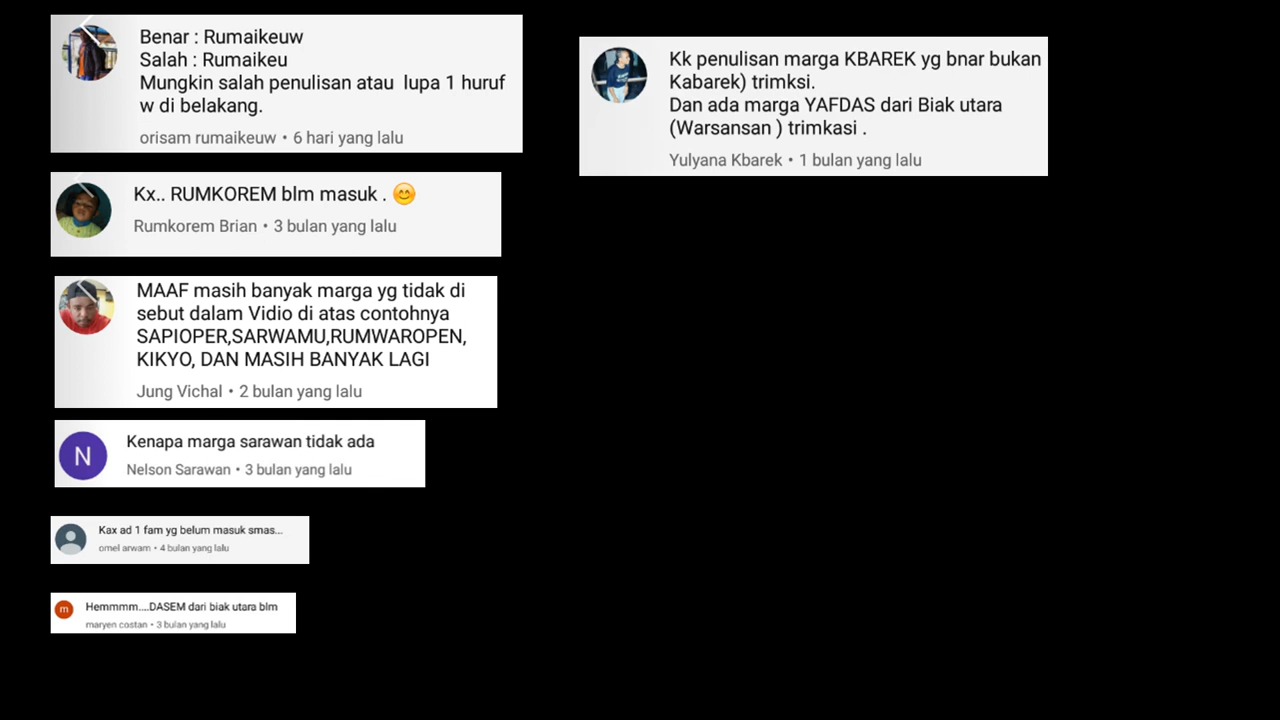 Benar : Rumaikeuw
Salah : Rumaikeu
Mungkin salah penulisan atau lupa 1 huruf
w di belakang.
orisam rumaikeuw • 6 hari yang lalu
Kx.. RUMKOREM blm masuk . 😊
Rumkorem Brian • 3 bulan yang lalu
MAAF masih banyak marga yg tidak di
sebut dalam Vidio di atas contohnya
SAPIOPER,SARWAMU,RUMWAROPEN,
KIKYO, DAN MASIH BANYAK LAGI
Jung Vichal • 2 bulan yang lalu
N
Kenapa marga sarawan tidak ada
Nelson Sarawan • 3 bulan yang lalu
Kax ad 1 fam yg belum masuk smas...
omel arwam • 4 bulan yang lalu
m
Hemmmm....DASEM dari biak utara blm
maryen costan • 3 bulan yang lalu
Kk penulisan marga KBAREK yg bnar bukan
Kabarek) trimksi.
Dan ada marga YAFDAS dari Biak utara
(Warsansan ) trimkasi .
Yulyana Kbarek • 1 bulan yang lalu